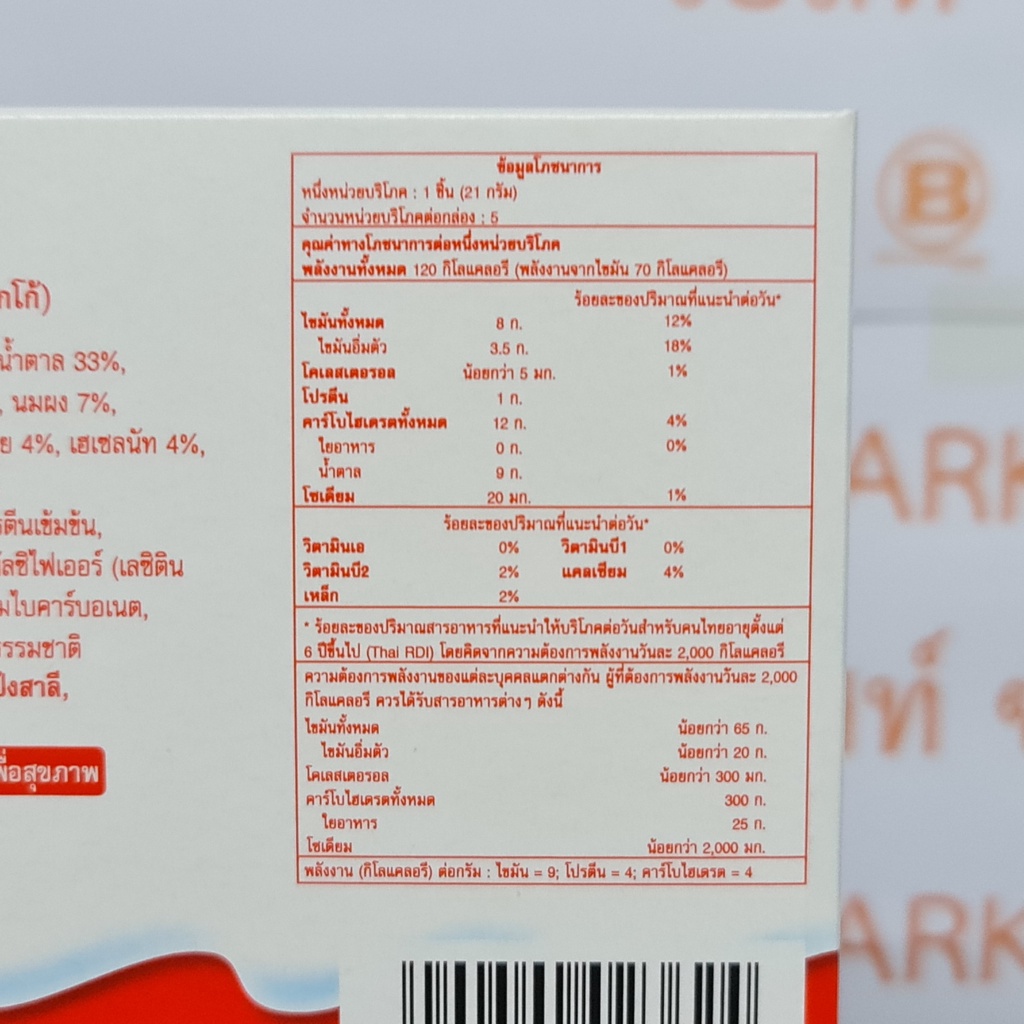 กโก้)
น้ำตาล 33%,
, นมผง 7%,
ย 4%, เฮเซลนัท 4%,
รตีนเข้มข้น,
ัลซิไฟเออร์ (เลซิติน
มไบคาร์บอเนต,
รรมชาติ
ป้งสาลี,
พื่อสุขภาพ
ข้อมูลโภชนาการ
หนึ่งหน่วยบริโภค : 1 ชิ้น (21 กรัม)
จำนวนหน่วยบริโภคต่อกล่อง : 5
คุณค่าทางโภชนาการต่อหนึ่งหน่วยบริโภค
พลังงานทั้งหมด 120 กิโลแคลอรี (พลังงานจากไขมัน 70 กิโลแคลอรี)
ร้อยละของปริมาณที่แนะนำต่อวัน*
ไขมันทั้งหมด 8 ก. 12%
ไขมันอิ่มตัว 3.5 ก. 18%
โคเลสเตอรอล น้อยกว่า 5 มก. 1%
โปรตีน 1 ก.
คาร์โบไฮเดรตทั้งหมด 12 ก. 4%
ใยอาหาร 0 ก. 0%
น้ำตาล 9 ก.
โซเดียม 20 มก. 1%
ร้อยละของปริมาณที่แนะนำต่อวัน*
วิตามินเอ 0% วิตามินบี1 0%
วิตามินบี2 2% แคลเซียม 4%
เหล็ก 2%
* ร้อยละของปริมาณสารอาหารที่แนะนำให้บริโภคต่อวันสำหรับคนไทยอายุตั้งแต่
6 ปีขึ้นไป (Thai RDI) โดยคิดจากความต้องการพลังงานวันละ 2,000 กิโลแคลอรี
ความต้องการพลังงานของแต่ละบุคคลแตกต่างกัน ผู้ที่ต้องการพลังงานวันละ 2,000
กิโลแคลอรี ควรได้รับสารอาหารต่างๆ ดังนี้
ไขมันทั้งหมด น้อยกว่า 65 ก.
ไขมันอิ่มตัว น้อยกว่า 20 ก.
โคเลสเตอรอล น้อยกว่า 300 มก.
คาร์โบไฮเดรตทั้งหมด 300 ก.
ใยอาหาร 25 ก.
โซเดียม น้อยกว่า 2,000 มก.
พลังงาน (กิโลแคลอรี) ต่อกรัม : ไขมัน = 9; โปรตีน = 4; คาร์โบไฮเดรต = 4
B
ARK
ท์
ARK